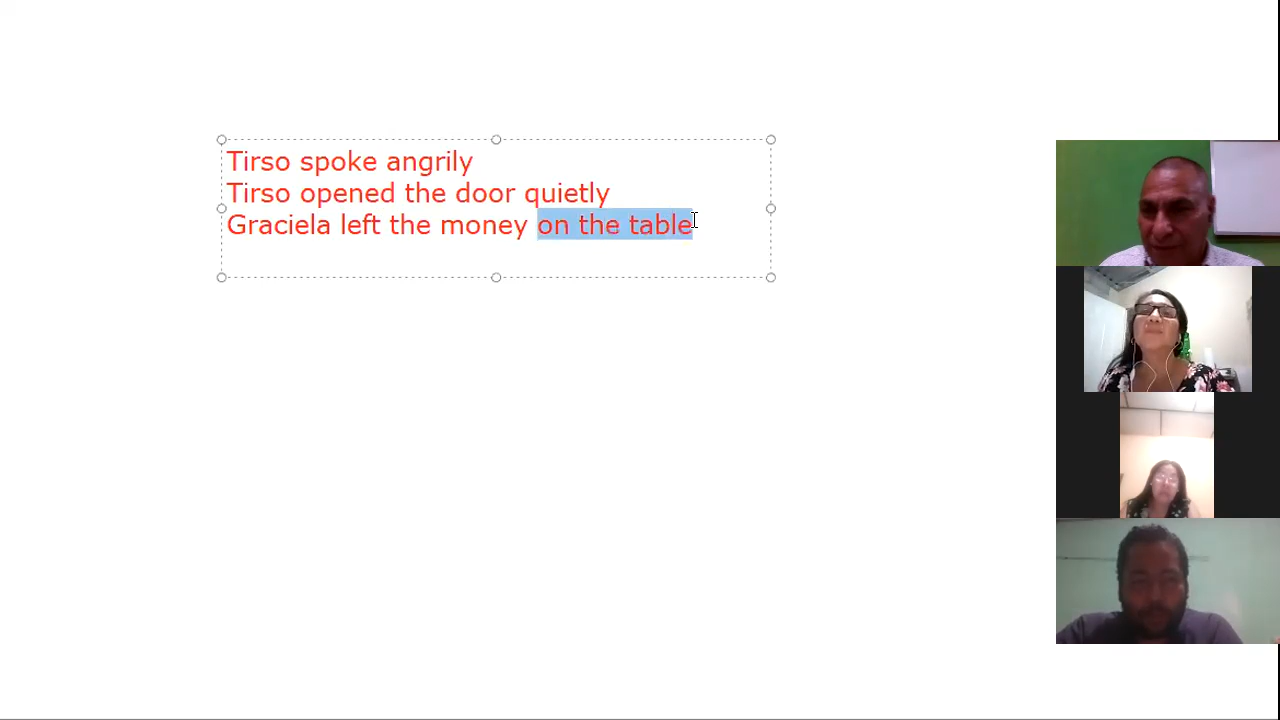 Tirso spoke angrily
Tirso opened the door quietly
Graciela left the money on the table